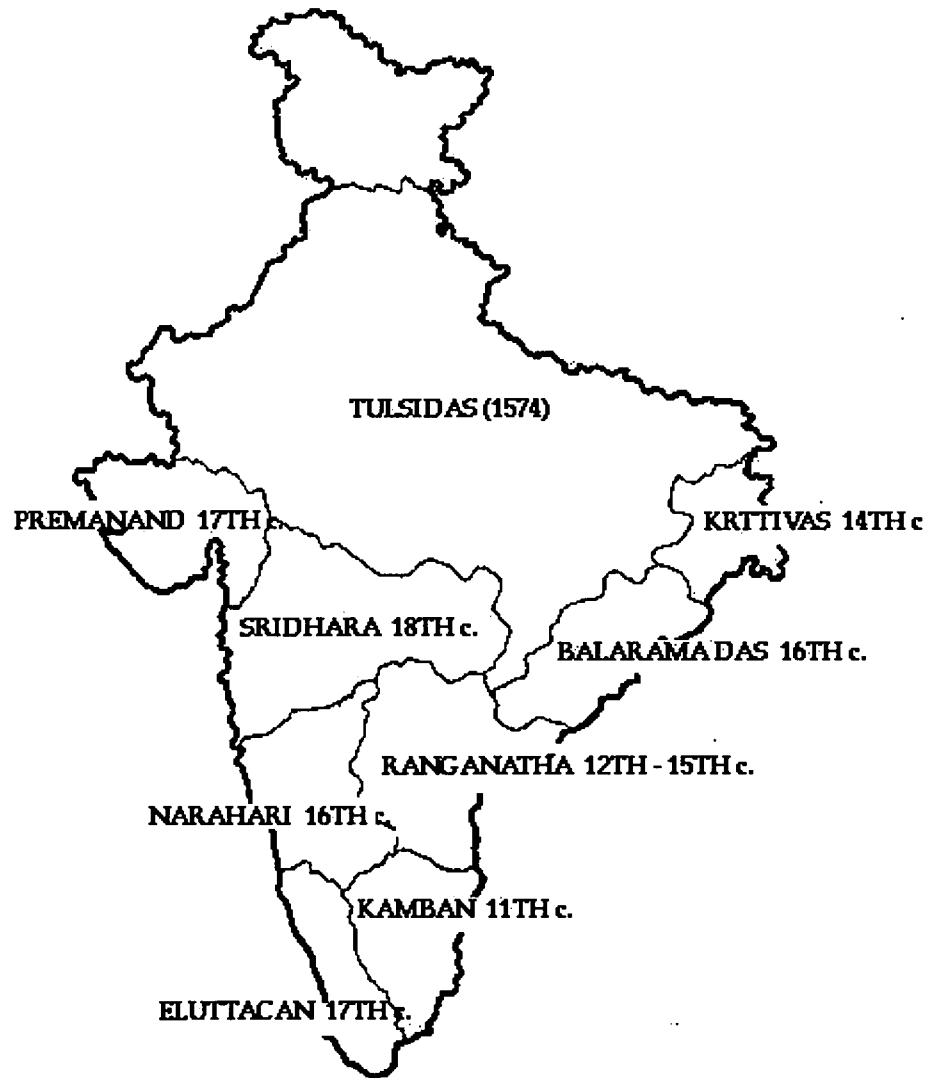 TULSIDAS (1574)
PREMANAND 17TH c.
KRTTIVAS 14TH c
SRIDHARA 18TH c.
BALARAMA DAS 16TH c.
RANGANATHA 12TH - 15TH c.
NARAHARI 16TH c.
KAMBAN 11TH c.
ELUTTACAN 17TH c.